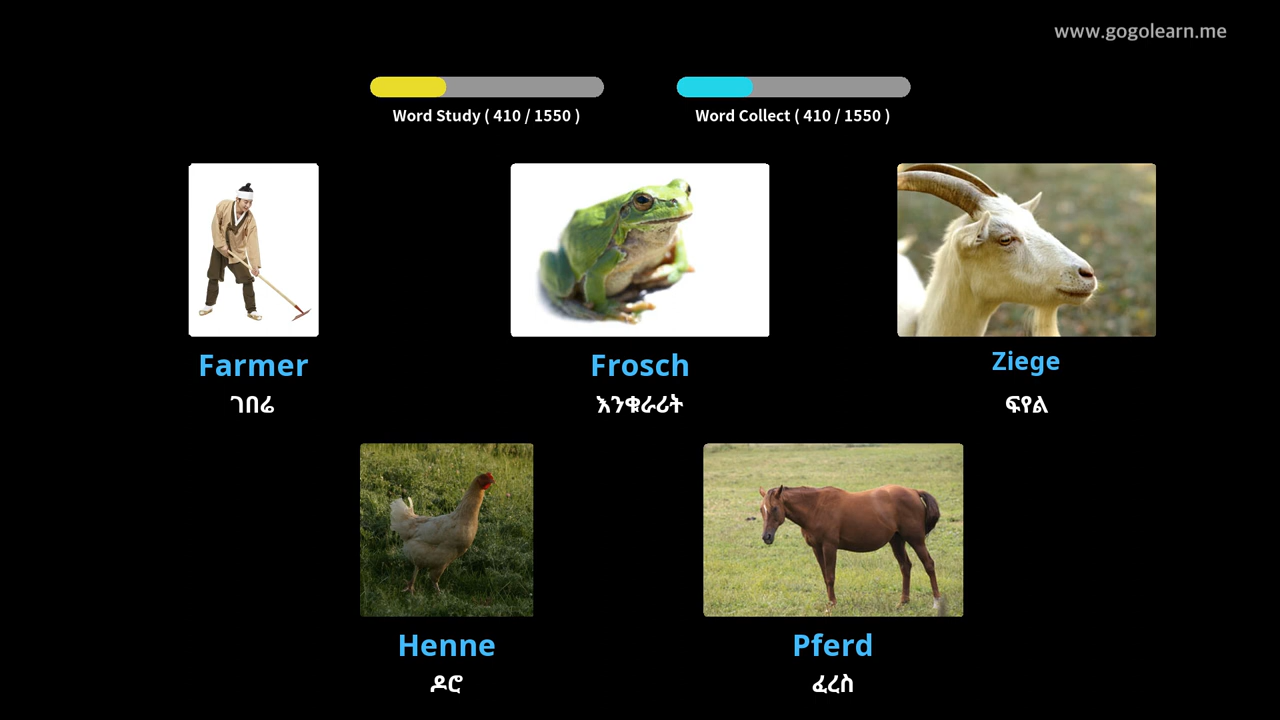 www.gogolearn.me
Word Study ( 410 / 1550 )
Word Collect ( 410 / 1550 )
Farmer
ገበሬ
Frosch
እንቁራሪት
Ziege
ፍየል
Henne
ዶሮ
Pferd
ፈረስ